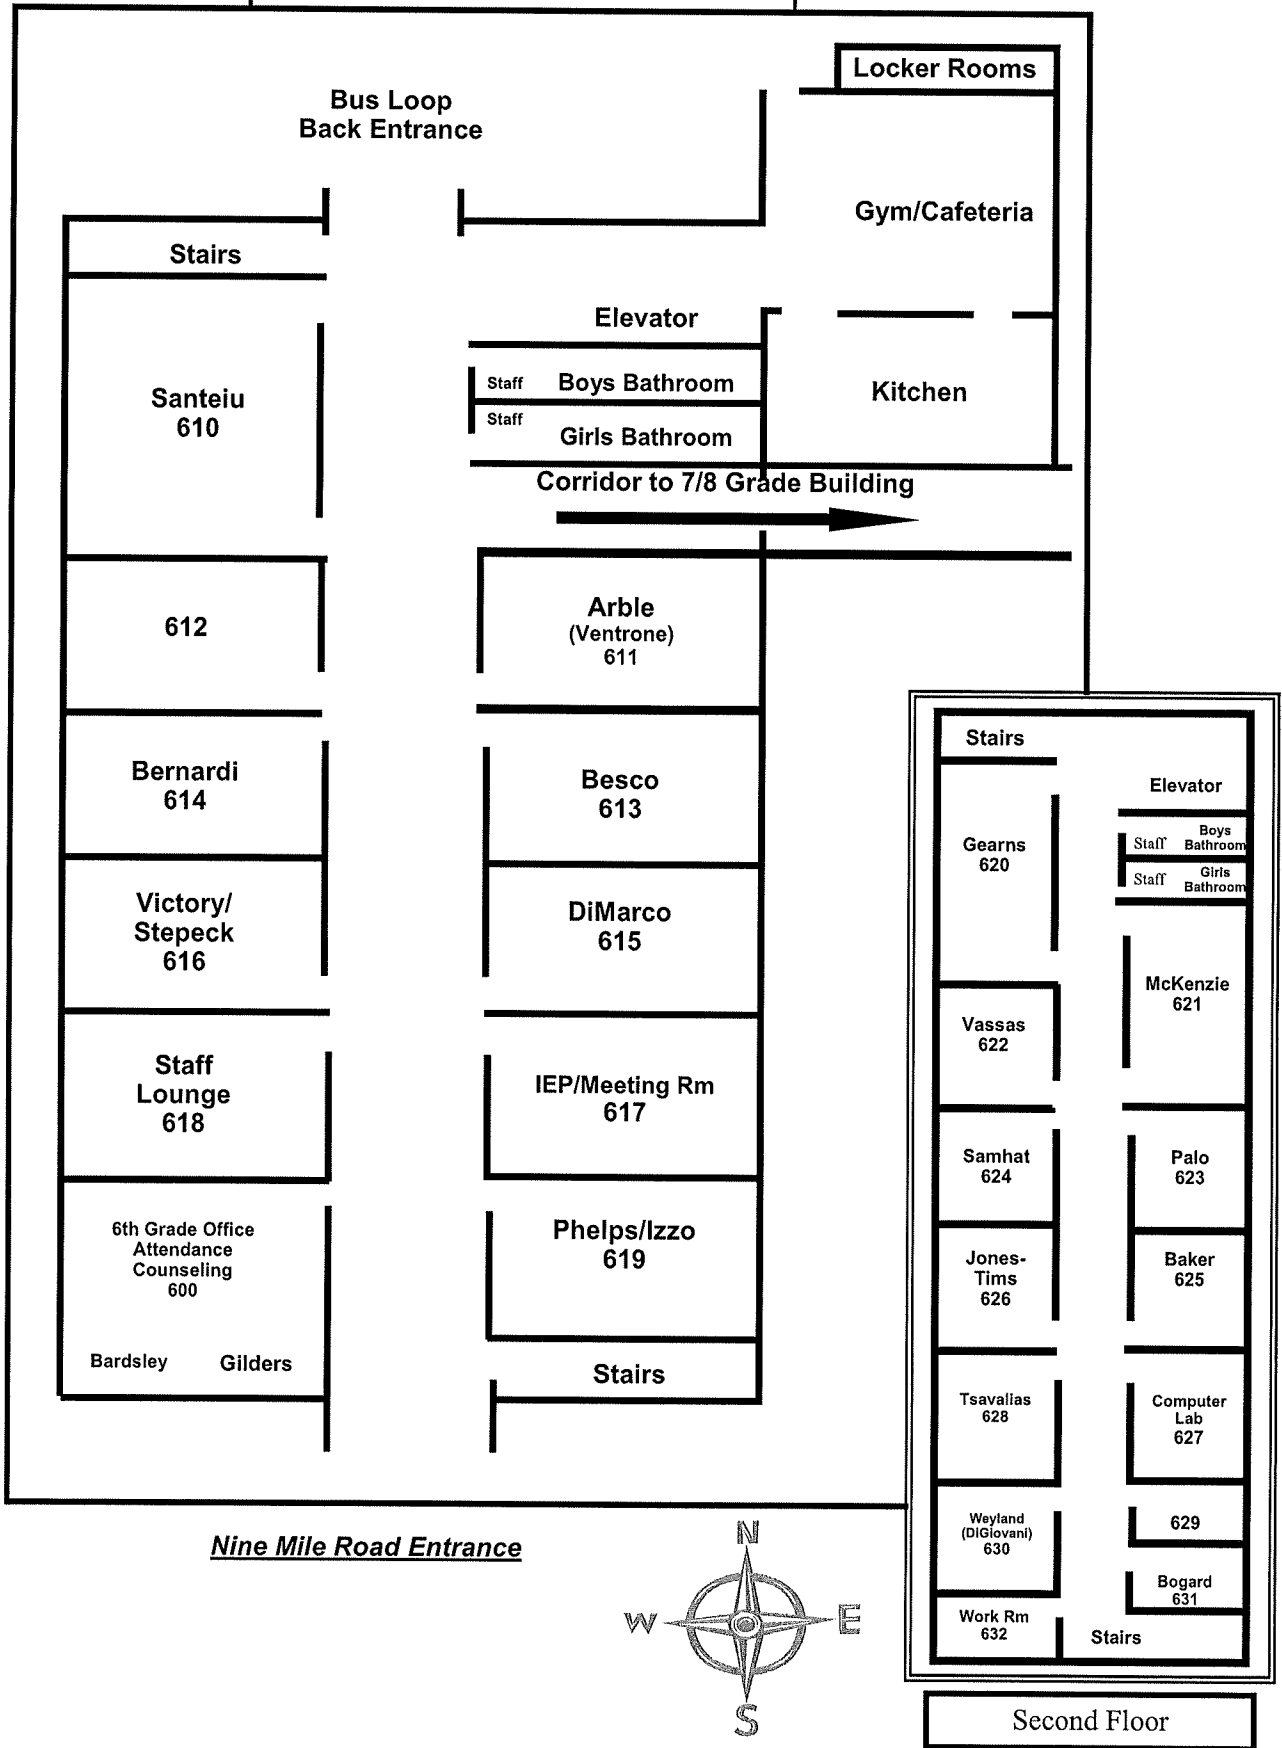 Locker Rooms
Bus Loop
Back Entrance
Gym/Cafeteria
Stairs
Elevator
Santeiu
610
Staff
Boys Bathroom
Kitchen
Staff
Girls Bathroom
Corridor to 7/8 Grade Building
612
Arble
(Ventrone)
611
Bernardi
614
Besco
613
Victory/
Stepeck
616
DiMarco
615
Staff
Lounge
618
IEP/Meeting Rm
617
6th Grade Office
Attendance
Counseling
600
Bardsley
Gilders
Phelps/Izzo
619
Stairs
Nine Mile Road Entrance
N
W
E
S
Stairs
Elevator
Gearns
620
Boys
Staff
Bathroom
Girls
Staff
Bathroom
McKenzie
621
Vassas
622
Samhat
624
Palo
623
Jones-
Tims
626
Baker
625
Tsavalias
628
Computer
Lab
627
Weyland
(DIGiovani)
630
629
Bogard
631
Work Rm
632
Stairs
Second Floor